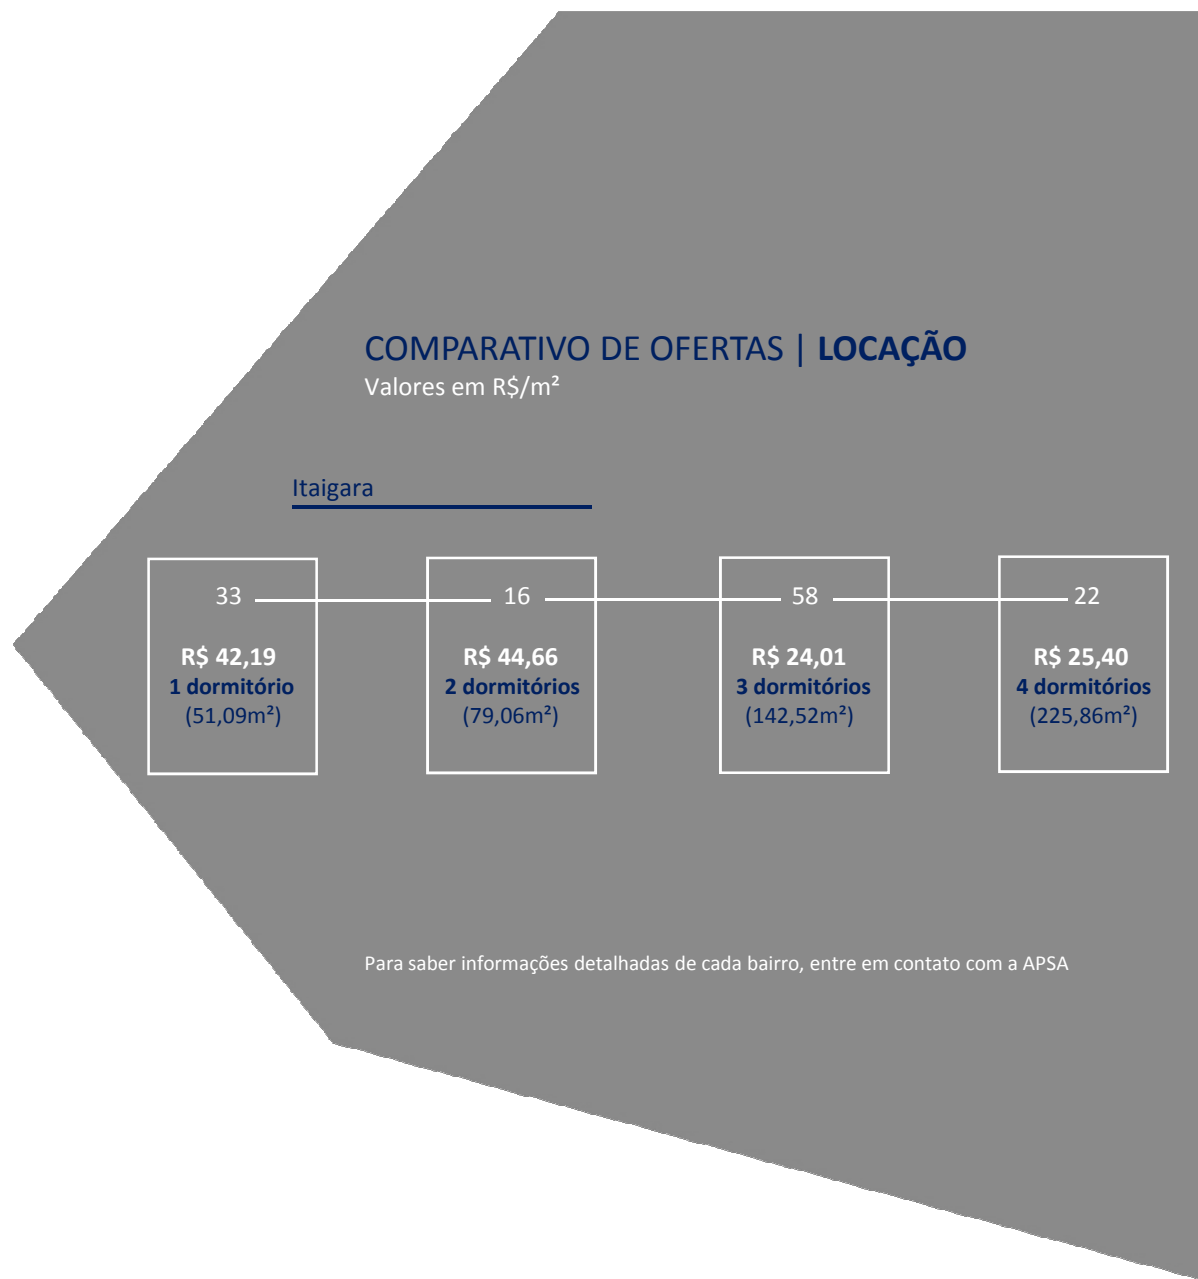 COMPARATIVO DE OFERTAS | LOCAÇÃO
Valores em R$/m²
Itaigara
33
R$ 42,19
1 dormitório
(51,09m²)
16
R$ 44,66
2 dormitórios
(79,06m²)
58
R$ 24,01
3 dormitórios
(142,52m²)
22
R$ 25,40
4 dormitórios
(225,86m²)
Para saber informações detalhadas de cada bairro, entre em contato com a APSA